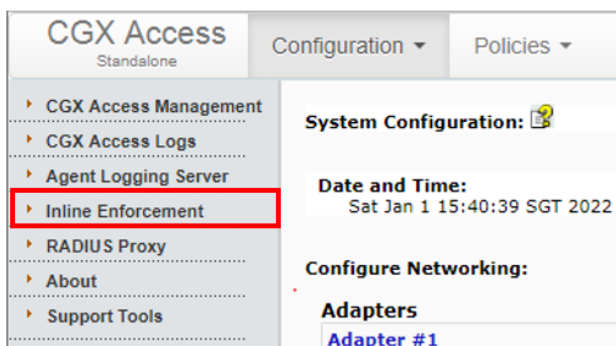 CGX Access
Standalone
Configuration
Policies
CGX Access Management
CGX Access Logs
Agent Logging Server
Inline Enforcement
RADIUS Proxy
About
Support Tools
System Configuration:
Date and Time:
Sat Jan 1 15:40:39 SGT 2022
Configure Networking:
Adapters
Adapter #1